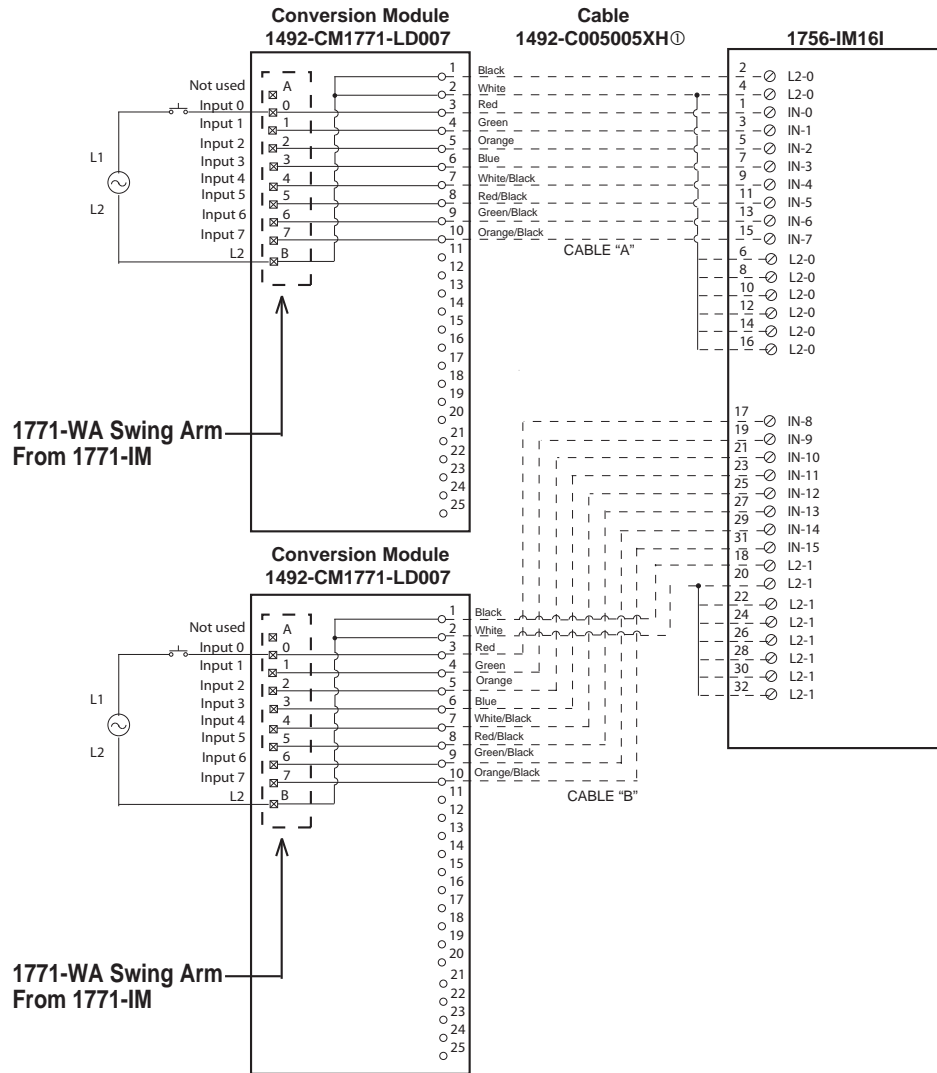 Conversion Module
1492-CM1771-LD007
Cable
1492-C005005XH①
1756-IM16I
Not used
Input 0
Input 1
Input 2
Input 3
Input 4
Input 5
Input 6
Input 7
L2
L1
L2
A
0
1
2
3
4
5
6
7
B
1
2
3
4
5
6
7
8
9
10
11
12
13
14
15
16
17
18
19
20
21
22
23
24
25
Black
White
Red
Green
Orange
Blue
White/Black
Red/Black
Green/Black
Orange/Black
CABLE “A”
2 L2-0
4 L2-0
1 IN-0
3 IN-1
5 IN-2
7 IN-3
9 IN-4
11 IN-5
13 IN-6
15 IN-7
6 L2-0
8 L2-0
10 L2-0
12 L2-0
14 L2-0
16 L2-0
17 IN-8
19 IN-9
21 IN-10
23 IN-11
25 IN-12
27 IN-13
29 IN-14
31 IN-15
18 L2-1
20 L2-1
22 L2-1
24 L2-1
26 L2-1
28 L2-1
30 L2-1
32 L2-1
1771-WA Swing Arm
From 1771-IM
Conversion Module
1492-CM1771-LD007
Not used
Input 0
Input 1
Input 2
Input 3
Input 4
Input 5
Input 6
Input 7
L2
L1
L2
A
0
1
2
3
4
5
6
7
B
1
2
3
4
5
6
7
8
9
10
11
12
13
14
15
16
17
18
19
20
21
22
23
24
25
Black
White
Red
Green
Orange
Blue
White/Black
Red/Black
Green/Black
Orange/Black
CABLE “B”
1771-WA Swing Arm
From 1771-IM